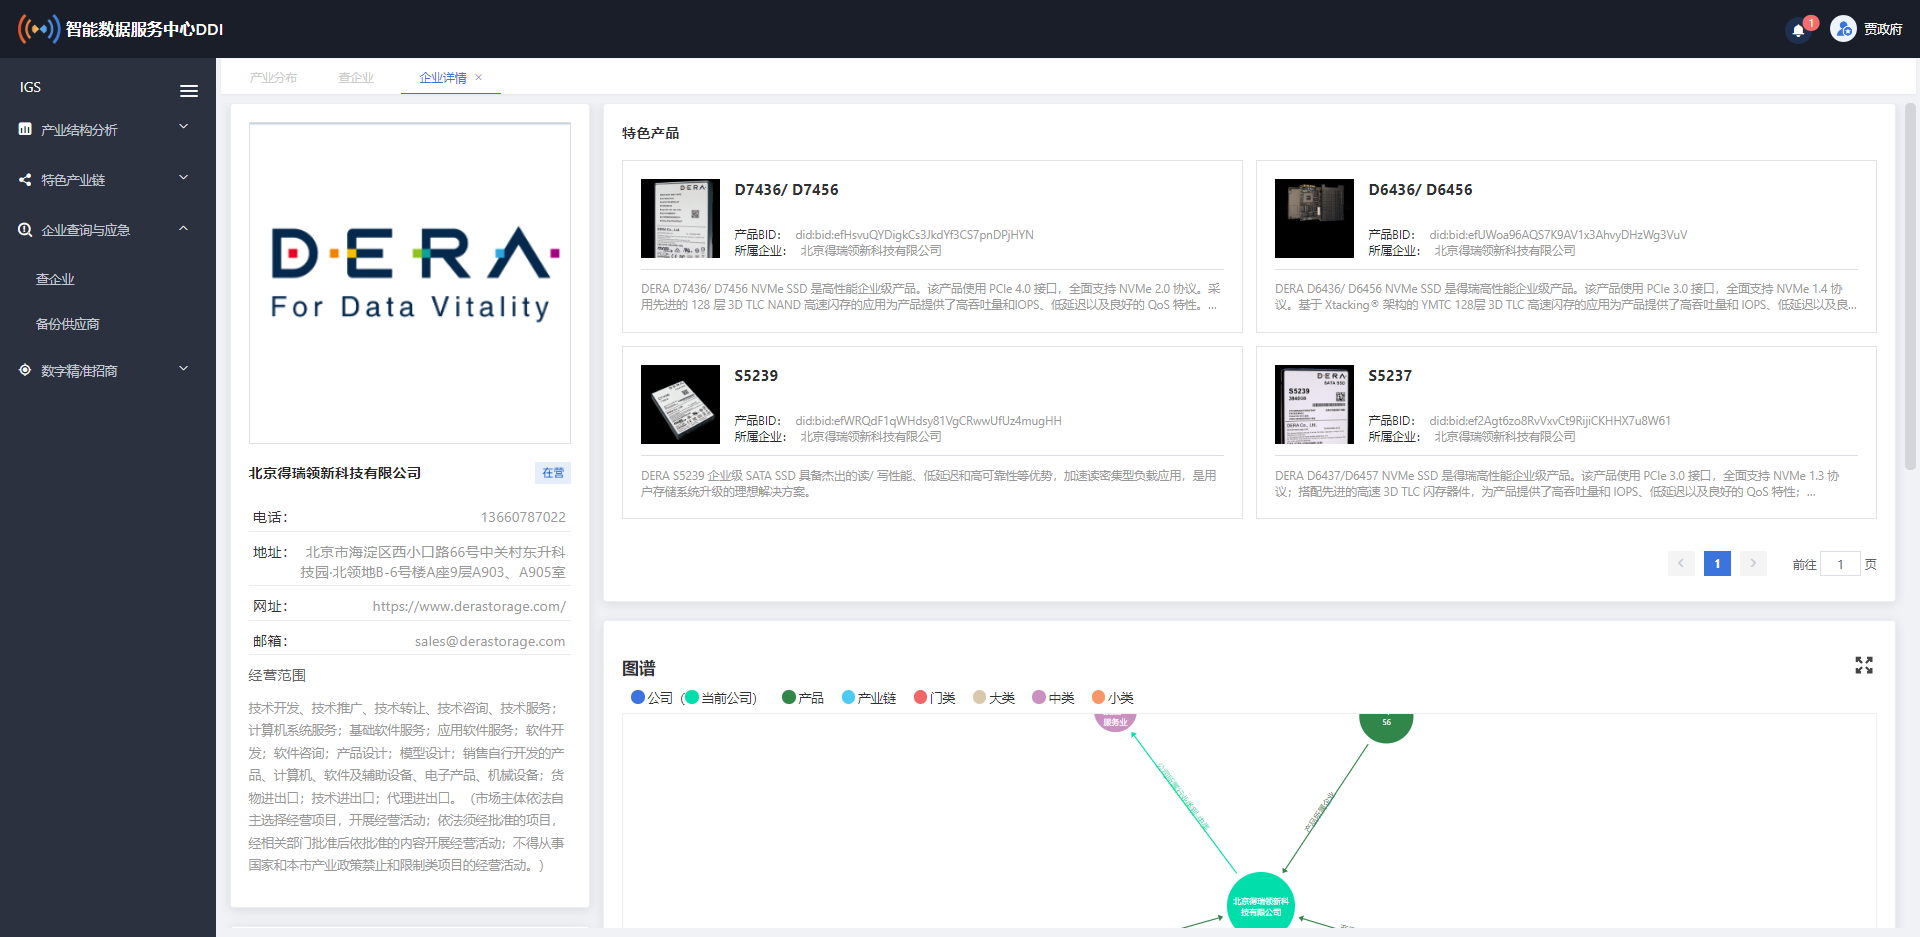 智能数据服务中心DDI
1
贾政府
IGS
产业结构分析
特色产业链
企业查询与应急
查企业
备份供应商
数字精准招商
产业分布
查企业
企业详情 ×
DERA
For Data Vitality
北京得瑞领新科技有限公司
在营
电话：
13660787022
地址：
北京市海淀区西小口路66号中关村东升科
技园·北领地B-6号楼A座9层A903、A905室
网址：
https://www.derastorage.com/
邮箱：
sales@derastorage.com
经营范围
技术开发、技术推广、技术转让、技术咨询、技术服务；
计算机系统服务；基础软件服务；应用软件服务；软件开
发；软件咨询；产品设计；模型设计；销售自行开发的产
品、计算机、软件及辅助设备、电子产品、机械设备；货
物进出口；技术进出口；代理进出口。（市场主体依法自
主选择经营项目，开展经营活动；依法须经批准的项目，
经相关部门批准后依批准的内容开展经营活动；不得从事
国家和本市产业政策禁止和限制类项目的经营活动。）
特色产品
D7436/ D7456
产品BID： did:bid:efHsvuQYDigkCs3JkdYf3CS7pnDPjHYN
所属企业： 北京得瑞领新科技有限公司
DERA D7436/ D7456 NVMe SSD 是高性能企业级产品。该产品使用 PCIe 4.0 接口，全面支持 NVMe 2.0 协议。采
用先进的 128 层 3D TLC NAND 高速闪存的应用为产品提供了高吞吐量和IOPS、低延迟以及良好的 QoS 特性。...
D6436/ D6456
产品BID： did:bid:efUWoa96AQS7K9AV1x3AhvyDHzWg3VuV
所属企业： 北京得瑞领新科技有限公司
DERA D6436/ D6456 NVMe SSD 是得瑞高性能企业级产品。该产品使用 PCIe 3.0 接口，全面支持 NVMe 1.4 协
议。基于 Xtacking® 架构的 YMTC 128层 3D TLC 高速闪存的应用为产品提供了高吞吐量和 IOPS、低延迟以及良...
S5239
产品BID： did:bid:efWRQdF1qWHdsy81VgCRwwUfUz4mugHH
所属企业： 北京得瑞领新科技有限公司
DERA S5239 企业级 SATA SSD 具备杰出的读/ 写性能、低延迟和高可靠性等优势，加速读密集型负载应用，是用
户存储系统升级的理想解决方案。
DERA
SATA SSD
S5239
3840GB
S5237
产品BID： did:bid:ef2Agt6zo8RvVxvCt9RijiCKHHX7u8W61
所属企业： 北京得瑞领新科技有限公司
DERA D6437/D6457 NVMe SSD 是得瑞高性能企业级产品。该产品使用 PCIe 3.0 接口，全面支持 NVMe 1.3 协
议；搭配先进的高速 3D TLC 闪存器件，为产品提供了高吞吐量和 IOPS、低延迟以及良好的 QoS 特性；...
< 1 > 前往 1 页
图谱
公司 （当前公司） 产品 产业链 门类 大类 中类 小类
服务业
56
产品所属企业
北京得瑞领新科
技有限公司